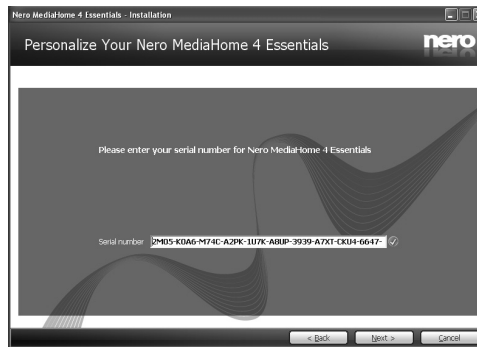 Nero MediaHome 4 Essentials - Installation
Personalize Your Nero MediaHome 4 Essentials
nero
Please enter your serial number for Nero MediaHome 4 Essentials
Serial number 2M05-K0A6-M74C-A2PK-1U7K-A8UP-3939-A7XT-CKU4-6647-
< Back Next > Cancel